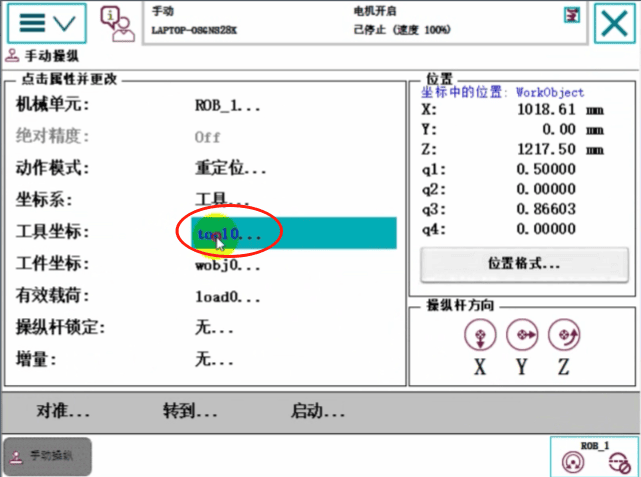 手动
LAPTOP-O8GNS28K
电机开启
已停止 (速度 100%)
手动操纵
点击属性并更改
机械单元: ROB_1...
绝对精度: Off
动作模式: 重定位...
坐标系: 工具...
工具坐标: tool0...
工件坐标: wobj0...
有效载荷: load0...
操纵杆锁定: 无...
增量: 无...
位置
坐标中的位置: WorkObject
X: 1018.61 mm
Y: 0.00 mm
Z: 1217.50 mm
q1: 0.50000
q2: 0.00000
q3: 0.86603
q4: 0.00000
位置格式...
操纵杆方向
X Y Z
对准... 转到... 启动...
手动操纵
ROB_1